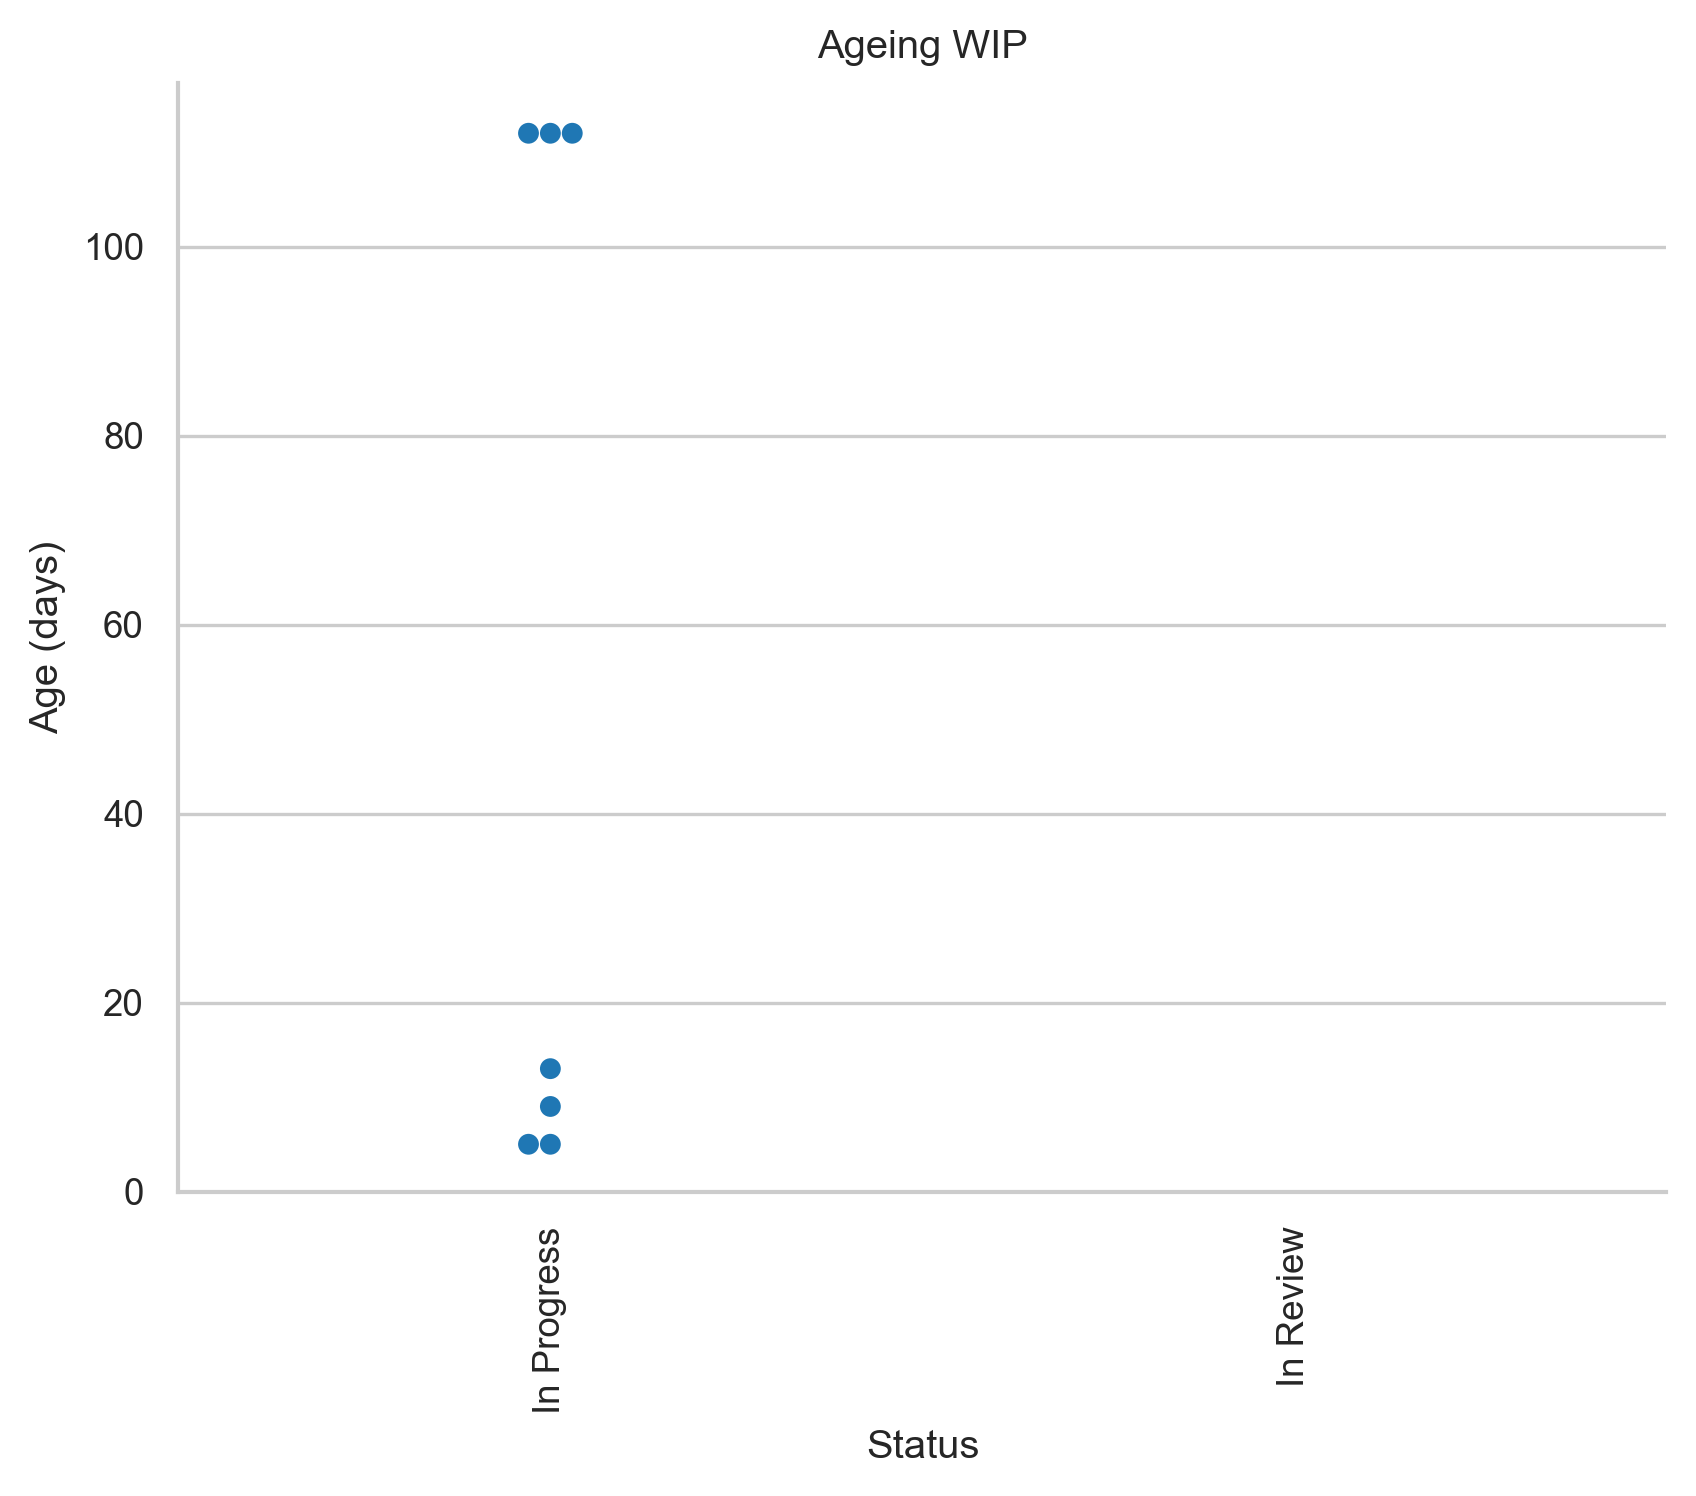 Ageing WIP
Age (days)
100
80
60
40
20
0
In Progress
In Review
Status